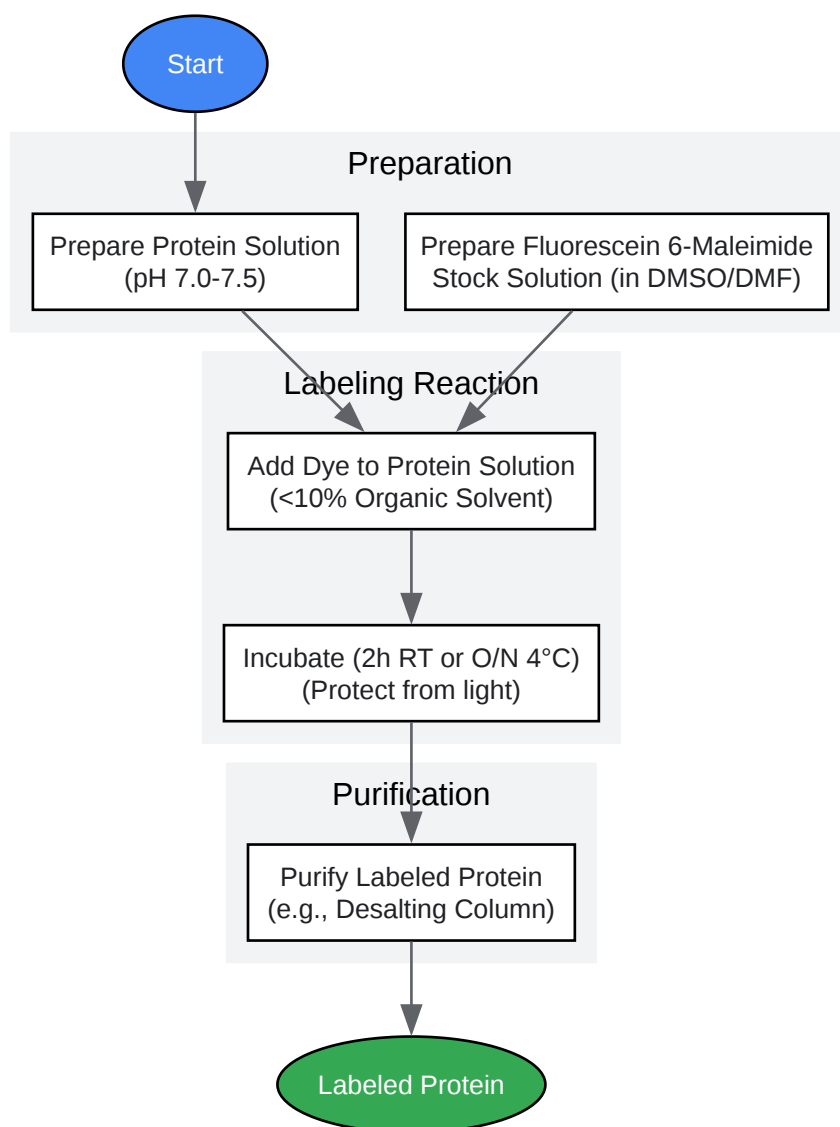 Start
Preparation
Prepare Protein Solution
(pH 7.0-7.5)
Prepare Fluorescein 6-Maleimide
Stock Solution (in DMSO/DMF)
Labeling Reaction
Add Dye to Protein Solution
(<10% Organic Solvent)
Incubate (2h RT or O/N 4°C)
(Protect from light)
Purification
Purify Labeled Protein
(e.g., Desalting Column)
Labeled Protein